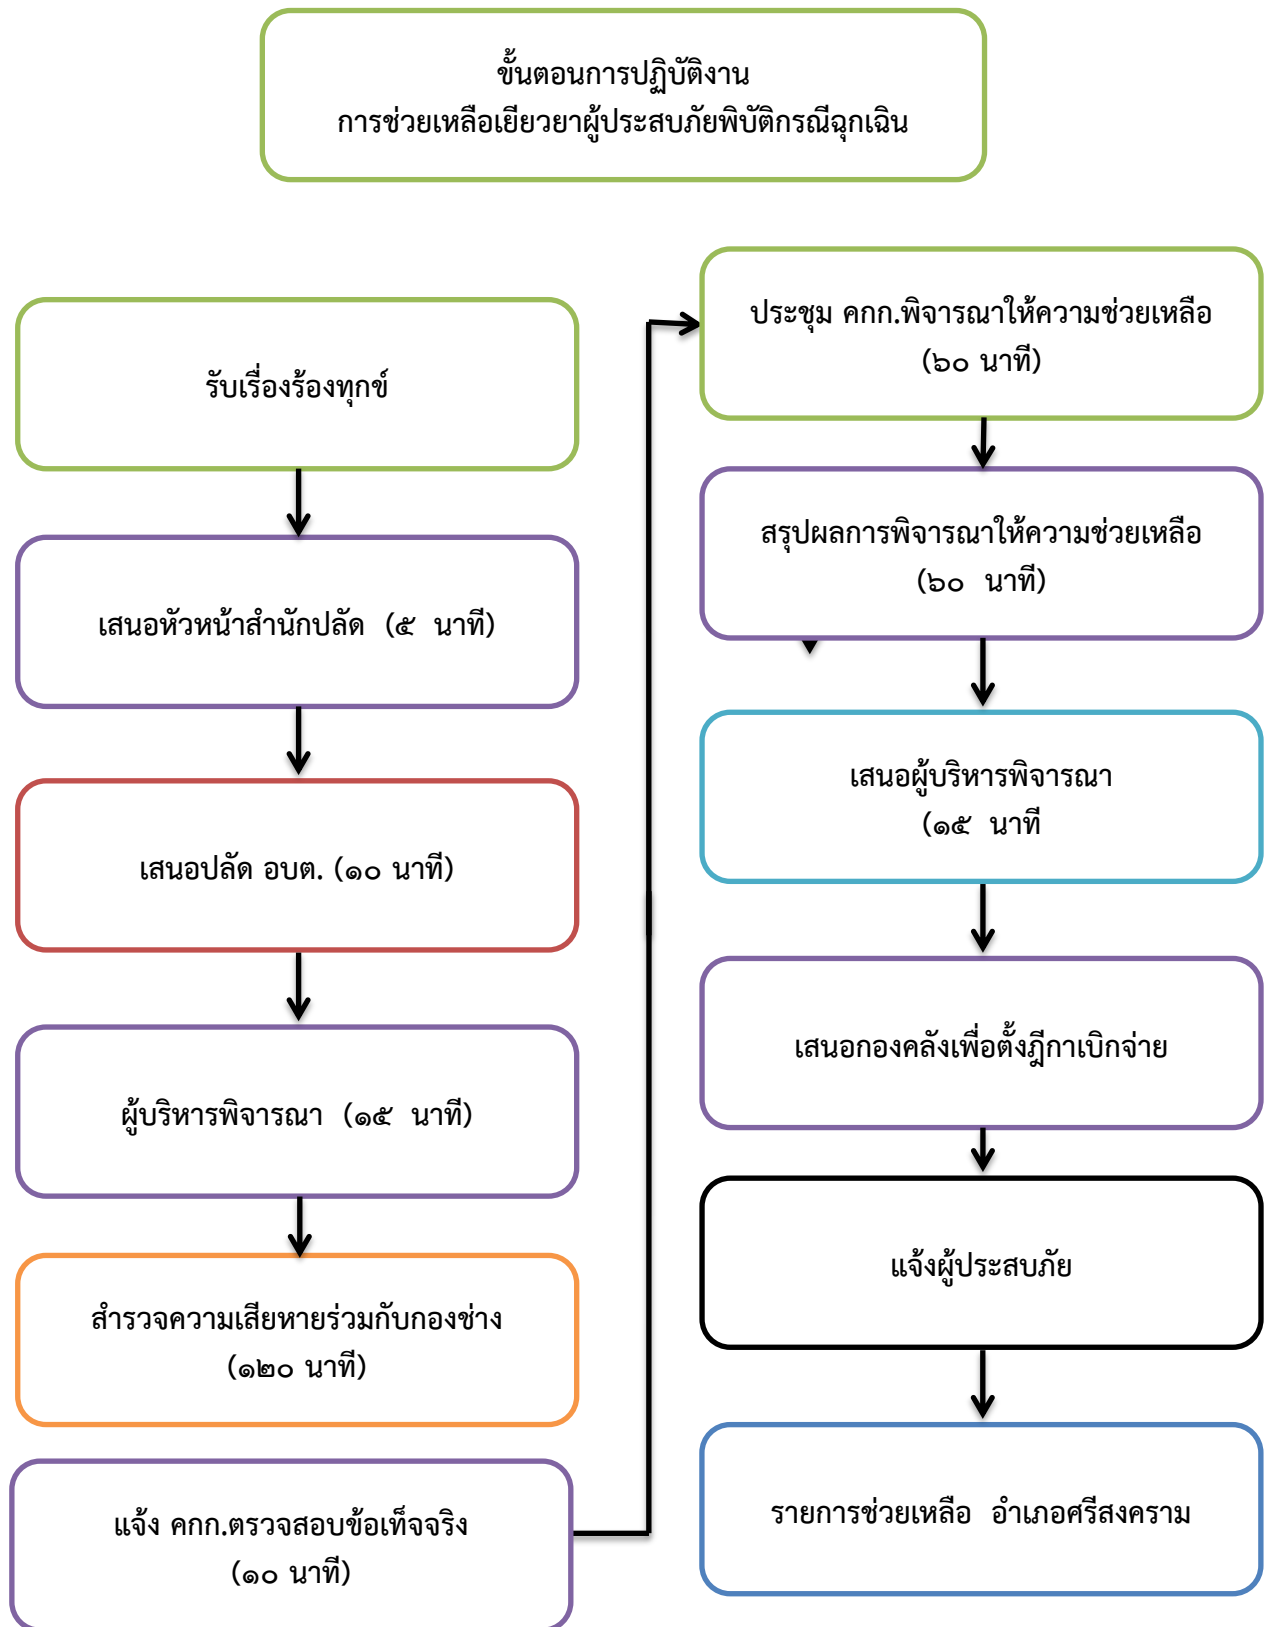 ขั้นตอนการปฏิบัติงาน
การช่วยเหลือเยียวยาผู้ประสบภัยพิบัติกรณีฉุกเฉิน
รับเรื่องร้องทุกข์
เสนอหัวหน้าสำนักปลัด (๕ นาที)
เสนอปลัด อบต. (๑๐ นาที)
ผู้บริหารพิจารณา (๑๕ นาที)
สำรวจความเสียหายร่วมกับกองช่าง
(๑๒๐ นาที)
แจ้ง คกก.ตรวจสอบข้อเท็จจริง
(๑๐ นาที)
ประชุม คกก.พิจารณาให้ความช่วยเหลือ
(๖๐ นาที)
สรุปผลการพิจารณาให้ความช่วยเหลือ
(๖๐ นาที)
เสนอผู้บริหารพิจารณา
(๑๕ นาที
เสนอกองคลังเพื่อตั้งฎีกาเบิกจ่าย
แจ้งผู้ประสบภัย
รายการช่วยเหลือ อำเภอศรีสงคราม